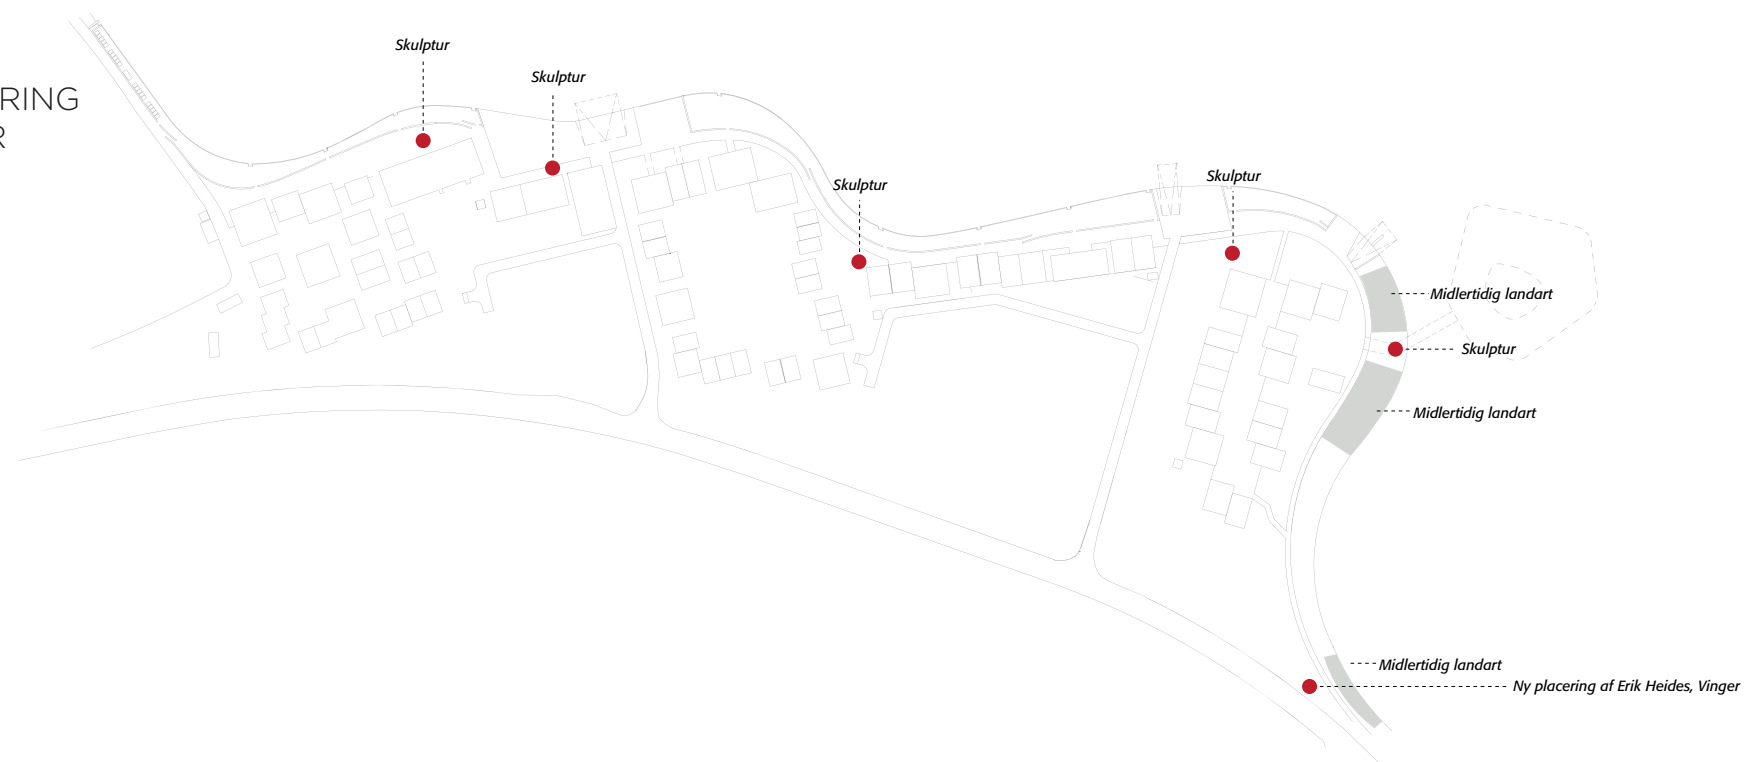 RING
R
Skulptur
Skulptur
Skulptur
Skulptur
Midlertidig landart
Skulptur
Midlertidig landart
Midlertidig landart
Ny placering af Erik Heides, Vinger